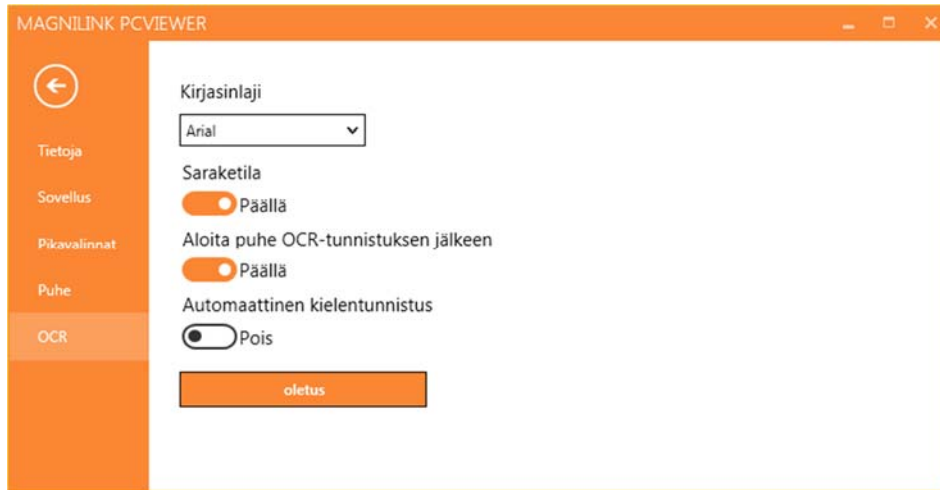 MAGNILINK PCVIEWER
Tietoja
Sovellus
Pikavalinnat
Puhe
OCR
Kirjasinlaji
Arial
Saraketila
Päällä
Aloita puhe OCR-tunnistuksen jälkeen
Päällä
Automaattinen kielentunnistus
Pois
oletus